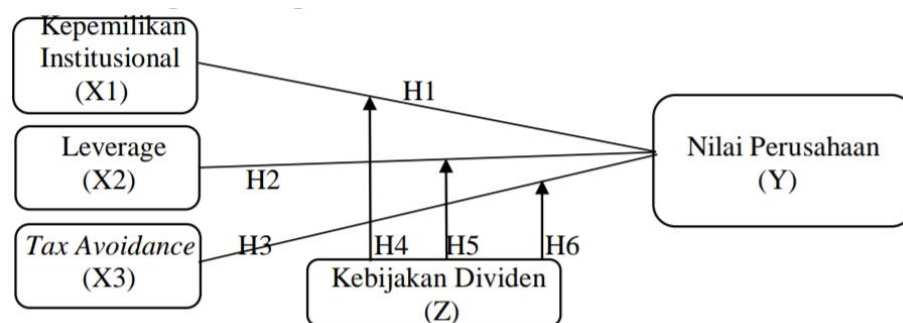 Kepemilikan
Institusional
(X1)
H1
Leverage
(X2)
H2
Nilai Perusahaan
(Y)
Tax Avoidance
(X3)
H3
H4
H5
H6
Kebijakan Dividen
(Z)